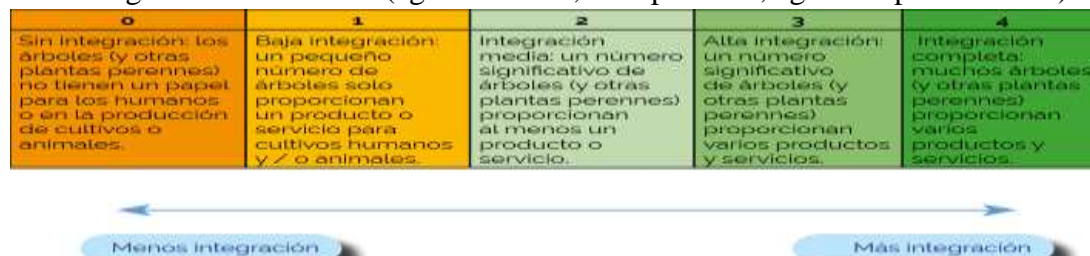 0
Sin integración: los
árboles (y otras
plantas perennes)
no tienen un papel
para los humanos
o en la producción
de cultivos o
animales.
1
Baja integración:
un pequeño
número de
árboles solo
proporcionan
un producto o
servicio para
cultivos humanos
y / o animales.
2
Integración
media: un número
significativo de
árboles (y otras
plantas perennes)
proporcionan
al menos un
producto o
servicio.
3
Alta integración:
un número
significativo
de árboles (y
otras plantas
perennes)
proporcionan
varios productos
y servicios.
4
Integración
completa:
muchos árboles
(y otras plantas
perennes)
proporcionan
varios
productos y
servicios.
Menos integración
Más integración